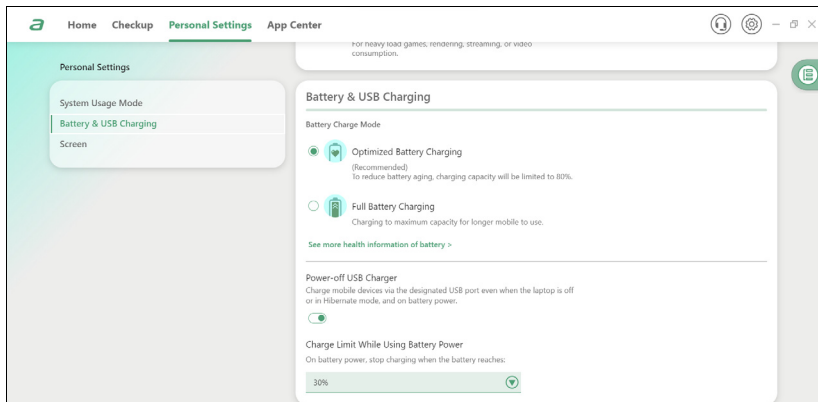 a Home Checkup Personal Settings App Center
For heavy load games, rendering, streaming, or video
consumption.
Personal Settings
System Usage Mode
Battery & USB Charging
Screen
Battery & USB Charging
Battery Charge Mode
Optimized Battery Charging
(Recommended)
To reduce battery aging, charging capacity will be limited to 80%.
Full Battery Charging
Charging to maximum capacity for longer mobile to use.
See more health information of battery >
Power-off USB Charger
Charge mobile devices via the designated USB port even when the laptop is off
or in Hibernate mode, and on battery power.
Charge Limit While Using Battery Power
On battery power, stop charging when the battery reaches:
30%